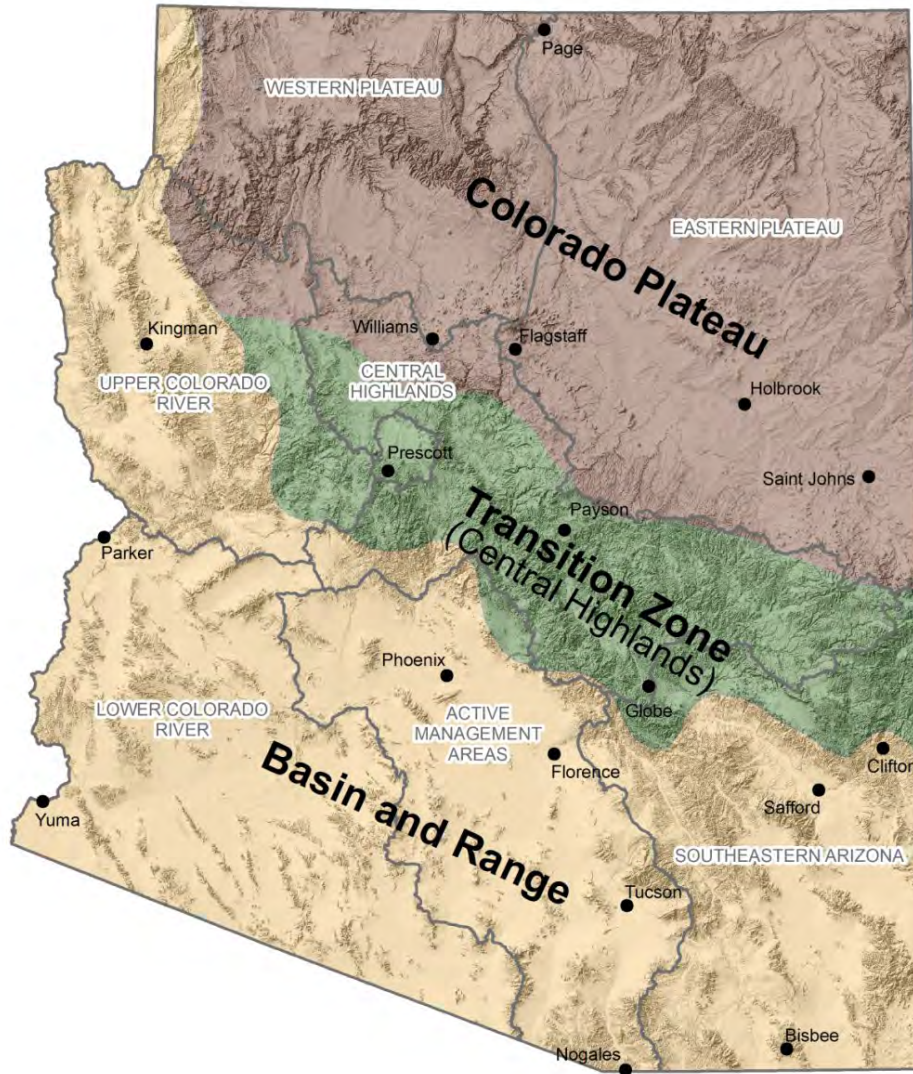 Page
WESTERN PLATEAU
Colorado Plateau
EASTERN PLATEAU
Kingman
Williams
Flagstaff
UPPER COLORADO
RIVER
CENTRAL
HIGHLANDS
Holbrook
Prescott
Saint Johns
Payson
Transition Zone
(Central Highlands)
Parker
Phoenix
Globe
LOWER COLORADO
RIVER
ACTIVE
MANAGEMENT
AREAS
Clifton
Florence
Basin and Range
Safford
Yuma
SOUTHEASTERN ARIZONA
Tucson
Bisbee
Nogales